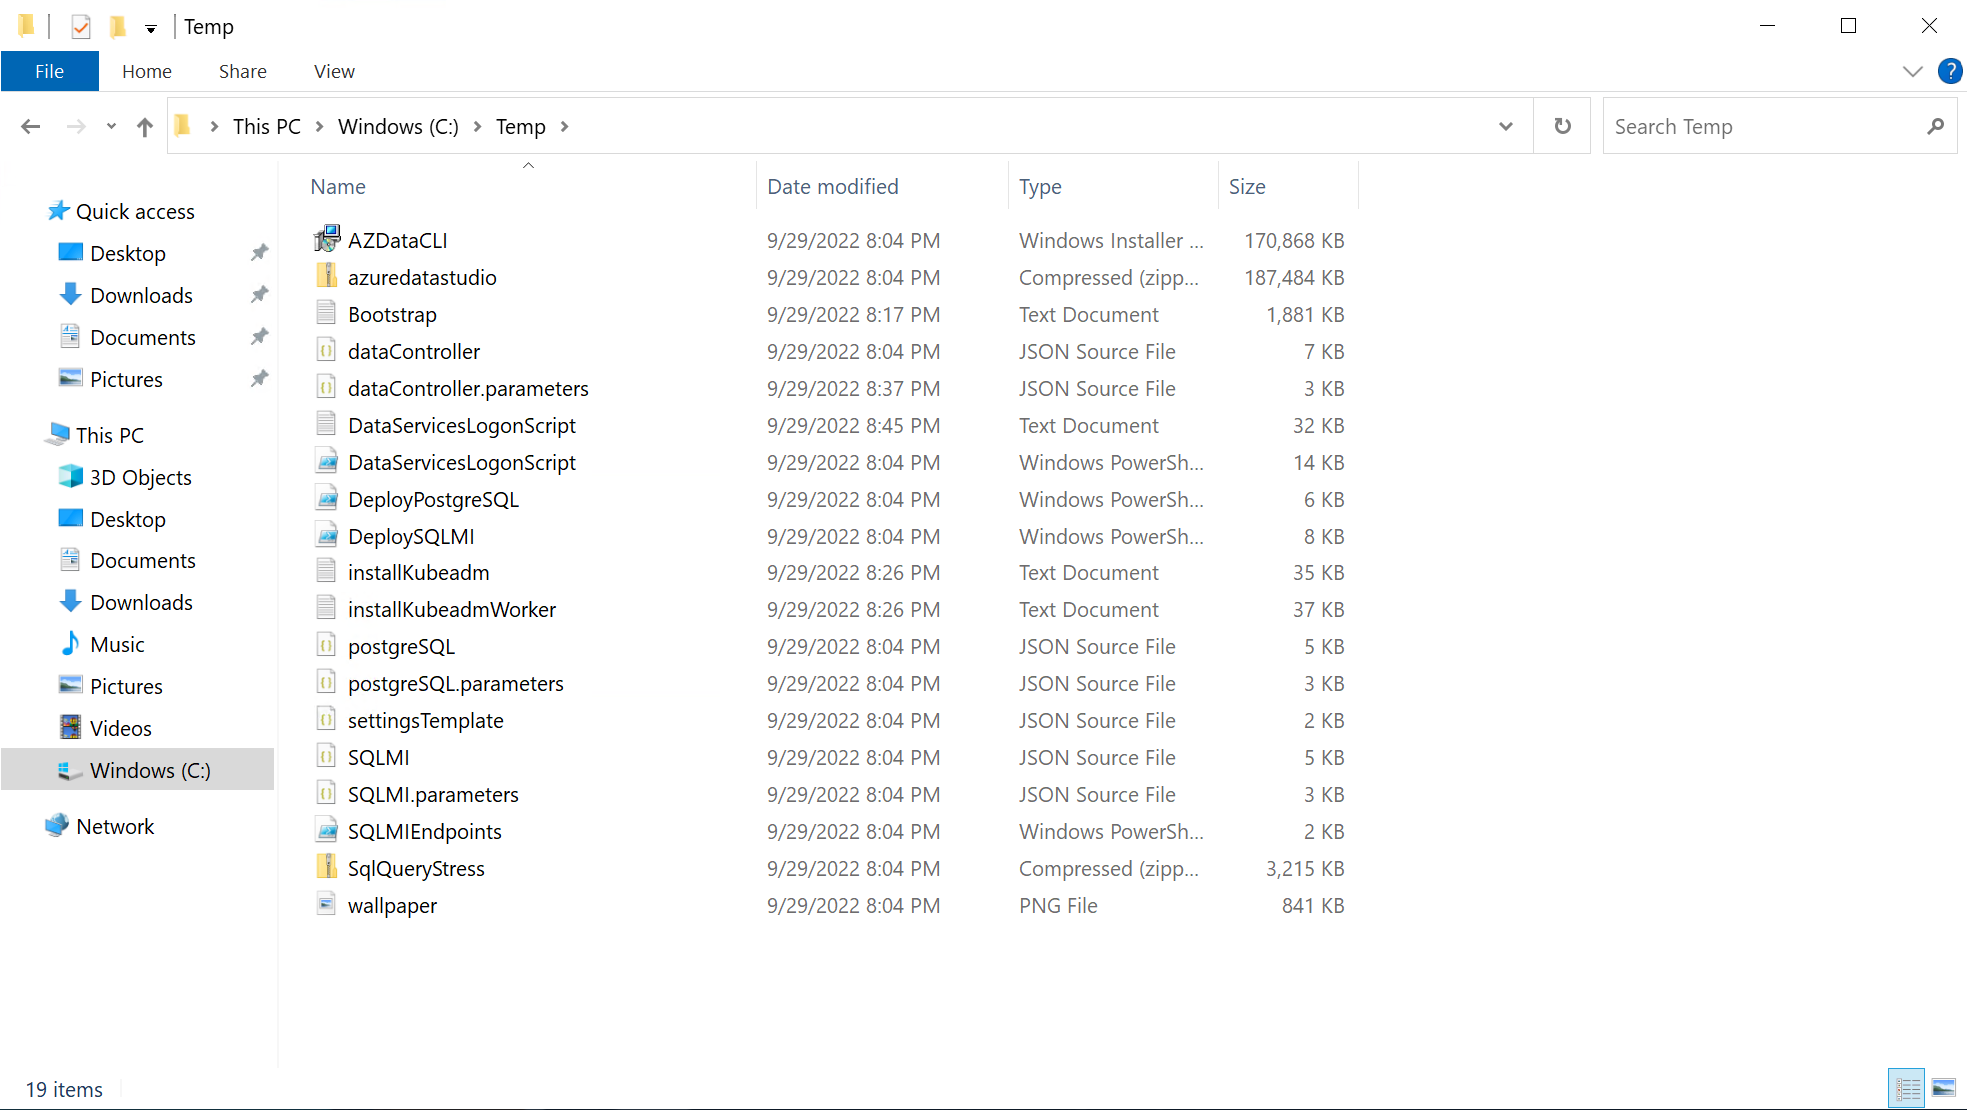 Temp
File Home Share View ?
This PC Windows (C:) Temp Search Temp
Name Date modified Type Size
Quick access
Desktop
Downloads
Documents
Pictures
This PC
3D Objects
Desktop
Documents
Downloads
Music
Pictures
Videos
Windows (C:)
Network
AZDataCLI 9/29/2022 8:04 PM Windows Installer ... 170,868 KB
azuredatastudio 9/29/2022 8:04 PM Compressed (zipp... 187,484 KB
Bootstrap 9/29/2022 8:17 PM Text Document 1,881 KB
dataController 9/29/2022 8:04 PM JSON Source File 7 KB
dataController.parameters 9/29/2022 8:37 PM JSON Source File 3 KB
DataServicesLogonScript 9/29/2022 8:45 PM Text Document 32 KB
DataServicesLogonScript 9/29/2022 8:04 PM Windows PowerSh... 14 KB
DeployPostgreSQL 9/29/2022 8:04 PM Windows PowerSh... 6 KB
DeploySQLMI 9/29/2022 8:04 PM Windows PowerSh... 8 KB
installKubeadm 9/29/2022 8:26 PM Text Document 35 KB
installKubeadmWorker 9/29/2022 8:26 PM Text Document 37 KB
postgreSQL 9/29/2022 8:04 PM JSON Source File 5 KB
postgreSQL.parameters 9/29/2022 8:04 PM JSON Source File 3 KB
settingsTemplate 9/29/2022 8:04 PM JSON Source File 2 KB
SQLMI 9/29/2022 8:04 PM JSON Source File 5 KB
SQLMI.parameters 9/29/2022 8:04 PM JSON Source File 3 KB
SQLMIEndpoints 9/29/2022 8:04 PM Windows PowerSh... 2 KB
SqlQueryStress 9/29/2022 8:04 PM Compressed (zipp... 3,215 KB
wallpaper 9/29/2022 8:04 PM PNG File 841 KB
19 items